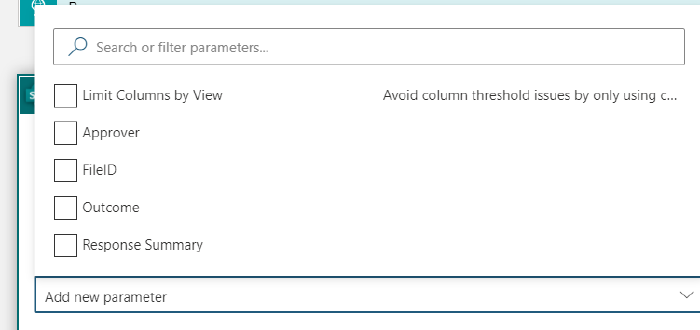 Search or filter parameters...
Limit Columns by View Avoid column threshold issues by only using c...
Approver
FileID
Outcome
Response Summary
Add new parameter